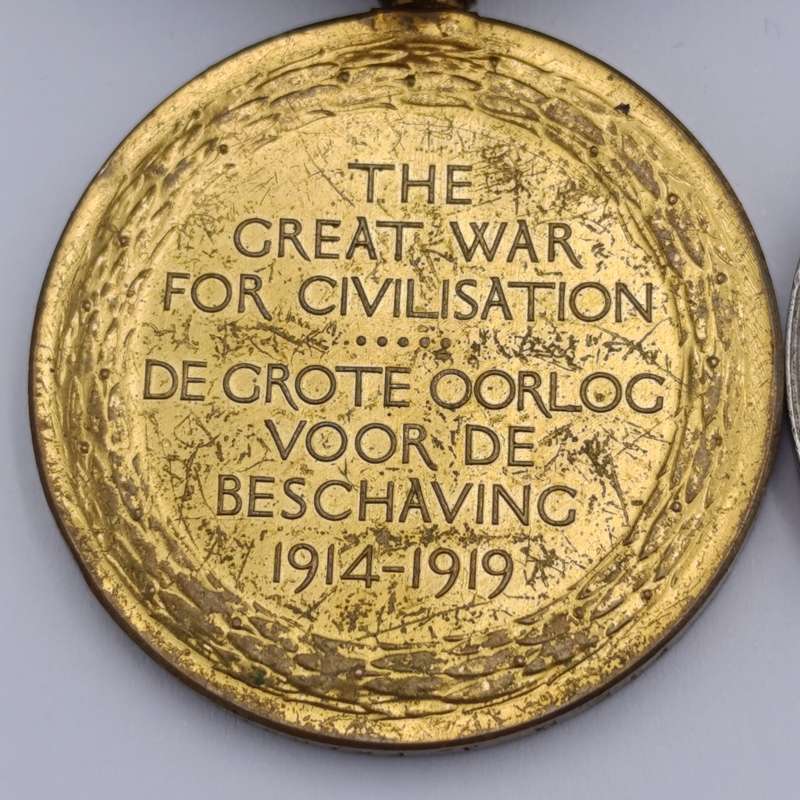 THE
GREAT WAR
FOR CIVILISATION
.....
DE GROTE OORLOG
VOOR DE
BESCHAVING
1914-1919